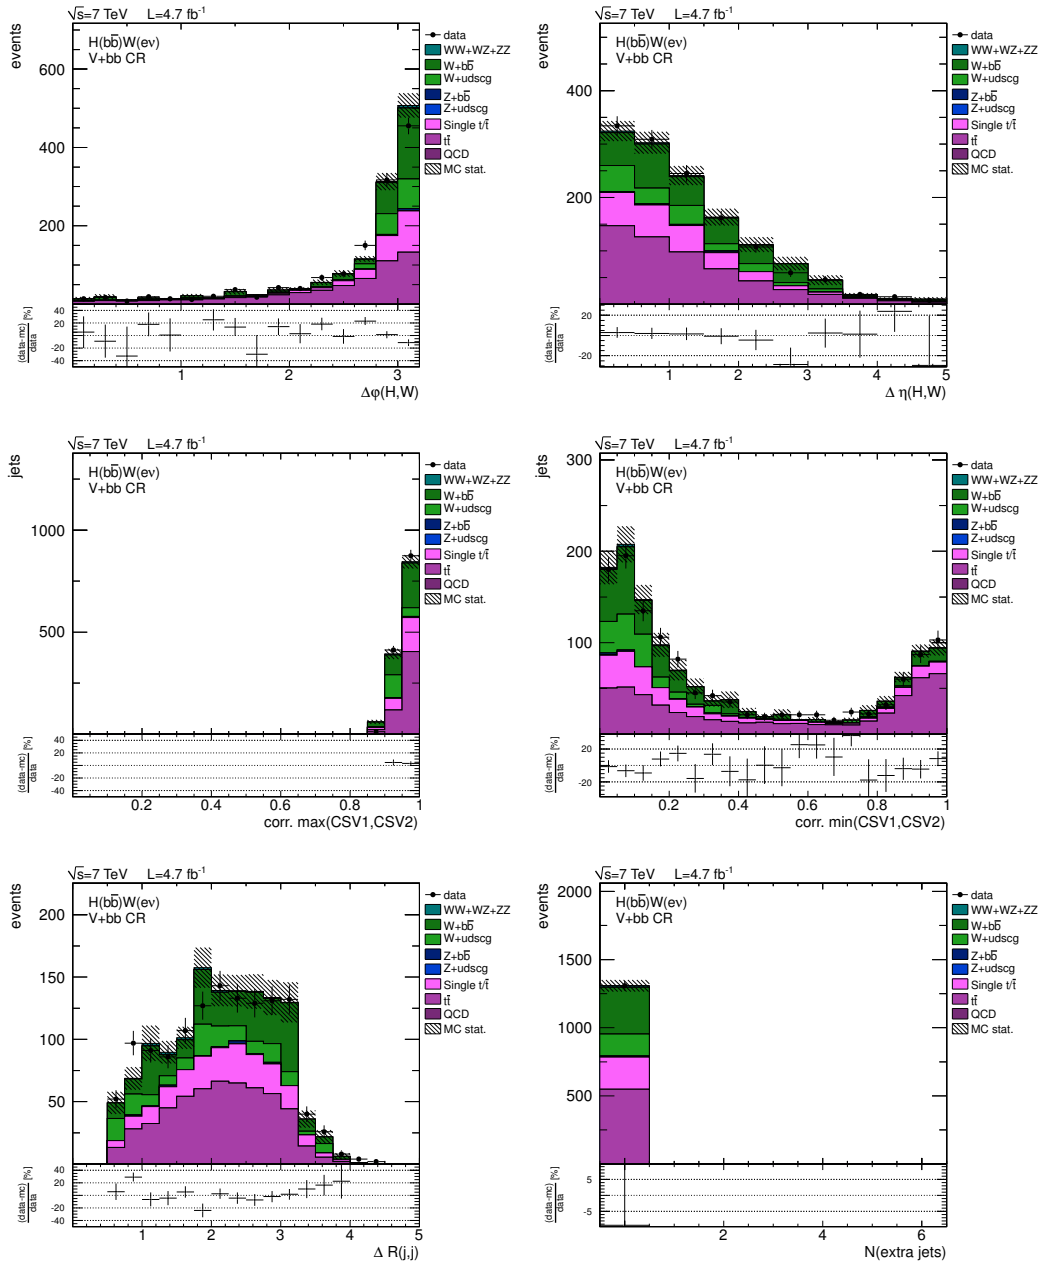 √s=7 TeV L=4.7 fb⁻¹
events
H(bb̅)W(eν)
V+bb CR
600
400
200
data
WW+WZ+ZZ
W+bb̅
W+udscg
Z+bb̅
Z+udscg
Single t/t̅
tt̅
QCD
MC stat.
(data-mc)/data [%]
40
20
0
-20
-40
1 2 3
Δφ(H,W)
√s=7 TeV L=4.7 fb⁻¹
events
H(bb̅)W(eν)
V+bb CR
400
200
data
WW+WZ+ZZ
W+bb̅
W+udscg
Z+bb̅
Z+udscg
Single t/t̅
tt̅
QCD
MC stat.
(data-mc)/data [%]
20
0
-20
0 1 2 3 4 5
Δ η(H,W)
√s=7 TeV L=4.7 fb⁻¹
jets
H(bb̅)W(eν)
V+bb CR
1000
500
data
WW+WZ+ZZ
W+bb̅
W+udscg
Z+bb̅
Z+udscg
Single t/t̅
tt̅
QCD
MC stat.
(data-mc)/data [%]
40
20
0
-20
-40
0.2 0.4 0.6 0.8 1
corr. max(CSV1,CSV2)
√s=7 TeV L=4.7 fb⁻¹
jets
H(bb̅)W(eν)
V+bb CR
300
200
100
data
WW+WZ+ZZ
W+bb̅
W+udscg
Z+bb̅
Z+udscg
Single t/t̅
tt̅
QCD
MC stat.
(data-mc)/data [%]
20
0
-20
0.2 0.4 0.6 0.8 1
corr. min(CSV1,CSV2)
√s=7 TeV L=4.7 fb⁻¹
events
H(bb̅)W(eν)
V+bb CR
200
150
100
50
data
WW+WZ+ZZ
W+bb̅
W+udscg
Z+bb̅
Z+udscg
Single t/t̅
tt̅
QCD
MC stat.
(data-mc)/data [%]
40
20
0
-20
-40
1 2 3 4 5
Δ R(j,j)
√s=7 TeV L=4.7 fb⁻¹
events
H(bb̅)W(eν)
V+bb CR
2000
1500
1000
500
data
WW+WZ+ZZ
W+bb̅
W+udscg
Z+bb̅
Z+udscg
Single t/t̅
tt̅
QCD
MC stat.
(data-mc)/data [%]
5
-5
0 2 4 6
N(extra jets)